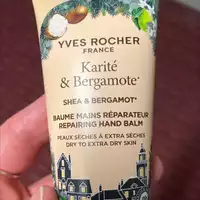 YVES ROCHER
FRANCE
Karité
& Bergamote*
SHEA & BERGAMOT*
BAUME MAINS RÉPARATEUR
REPAIRING HAND BALM
PEAUX SÈCHES À EXTRA SÈCHES
DRY TO EXTRA DRY SKIN